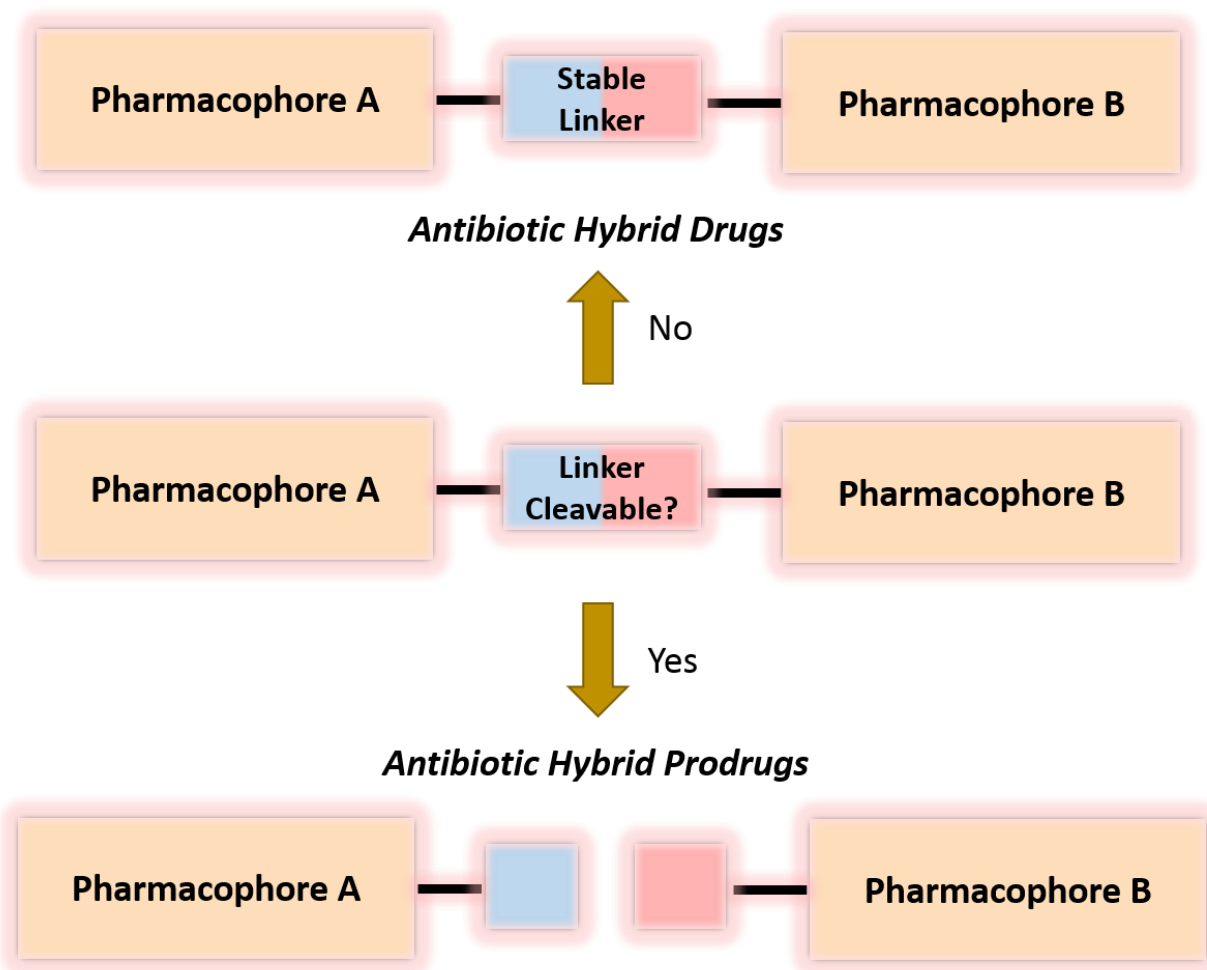 Pharmacophore A
Stable
Linker
Pharmacophore B
Antibiotic Hybrid Drugs
No
Pharmacophore A
Linker
Cleavable?
Pharmacophore B
Yes
Antibiotic Hybrid Prodrugs
Pharmacophore A
Pharmacophore B